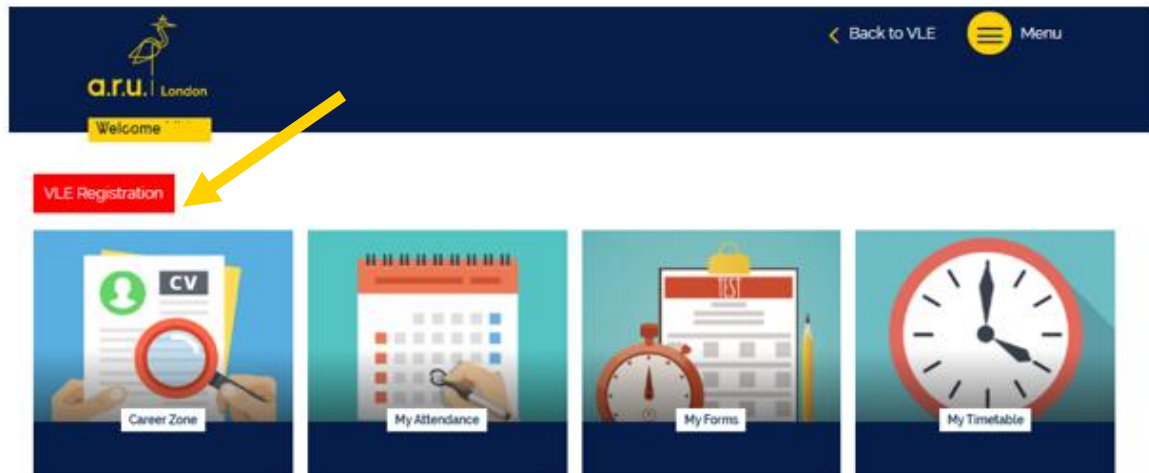 Back to VLE
Menu
a.r.u. London
Welcome
VLE Registration
CV
TEST
Career Zone
My Attendance
My Forms
My Timetable